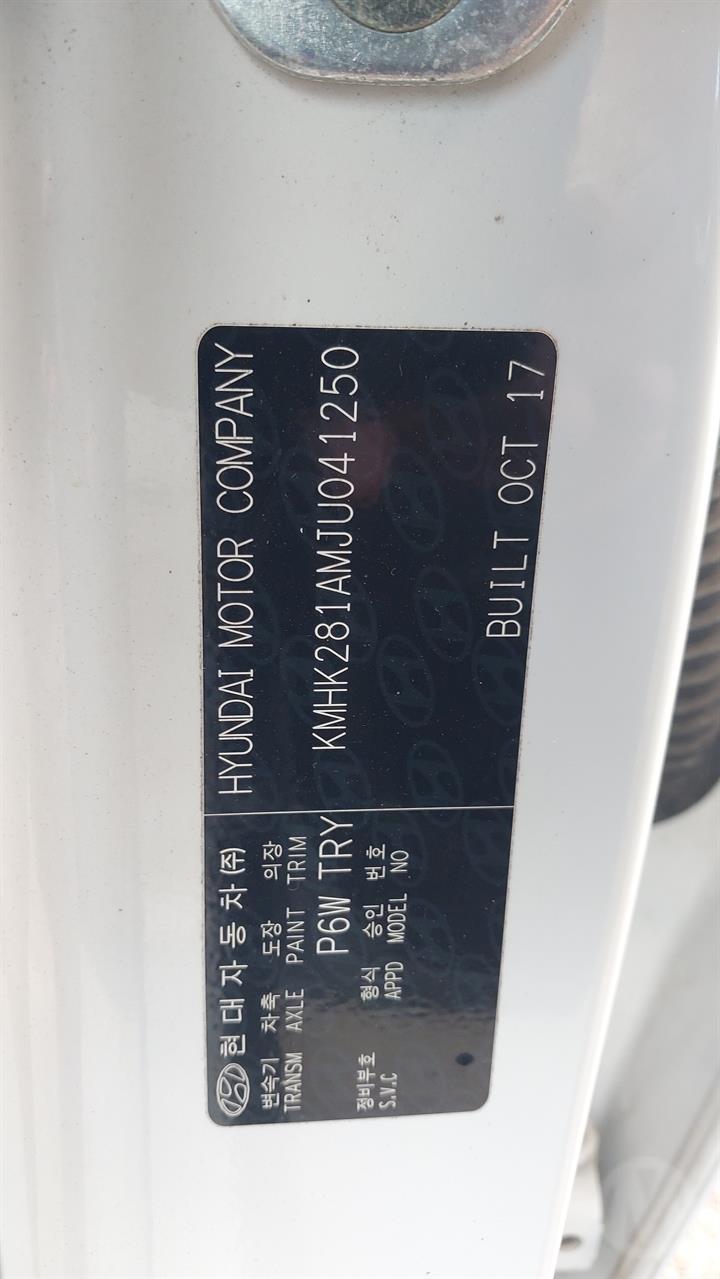 현대자동차(주) HYUNDAI MOTOR COMPANY
변속기 차축 도장 의장
TRANSM AXLE PAINT TRIM
P6W TRY KMHK281AMJU041250
정비부호 형식 승인 번호
S.V.C APPD MODEL NO
BUILT OCT 17